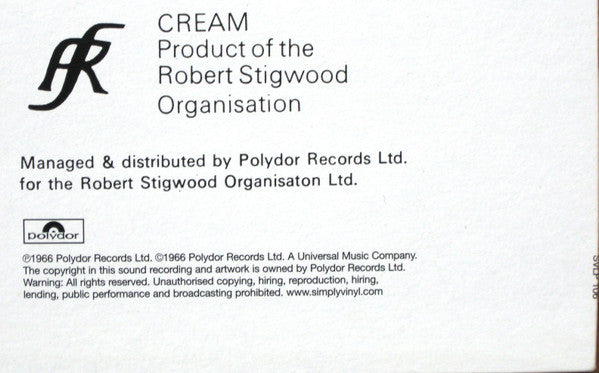 CREAM
Product of the
Robert Stigwood
Organisation
Managed & distributed by Polydor Records Ltd.
for the Robert Stigwood Organisaton Ltd.
polydor
℗1966 Polydor Records Ltd. ©1966 Polydor Records Ltd. A Universal Music Company.
The copyright in this sound recording and artwork is owned by Polydor Records Ltd.
Warning: All rights reserved. Unauthorised copying, hiring, reproduction, hiring,
lending, public performance and broadcasting prohibited. www.simplyvinyl.com